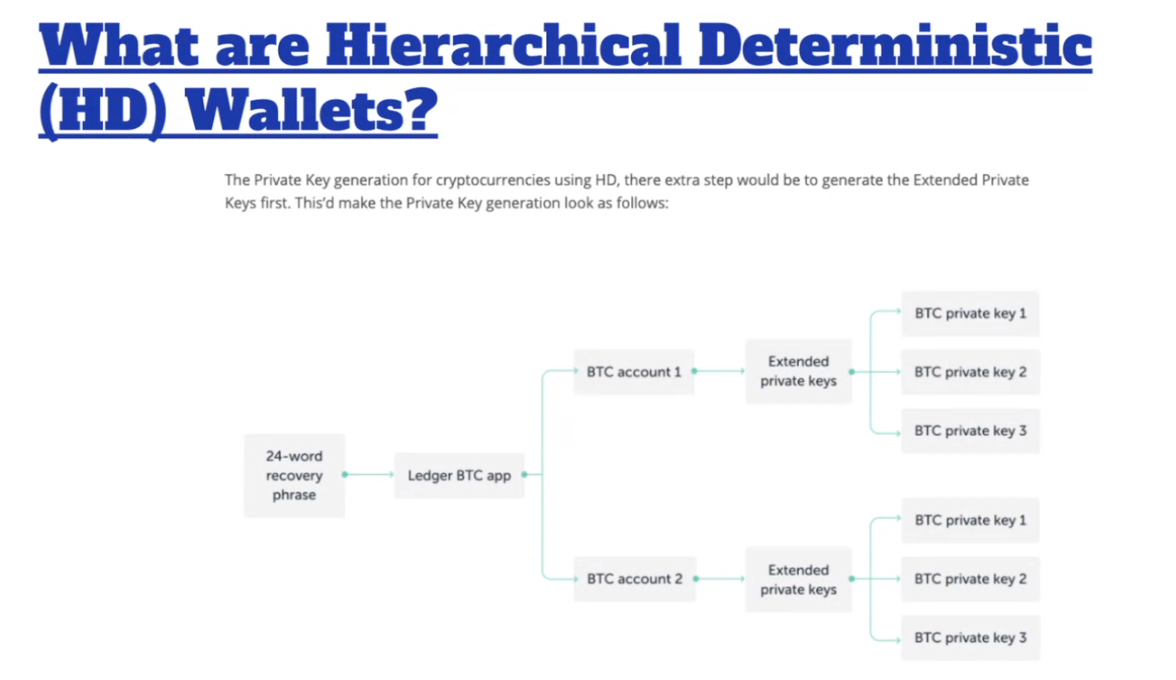 What are Hierarchical Deterministic
(HD) Wallets?
The Private Key generation for cryptocurrencies using HD, there extra step would be to generate the Extended Private
Keys first. This'd make the Private Key generation look as follows:
24-word
recovery
phrase
Ledger BTC app
BTC account 1
Extended
private keys
BTC private key 1
BTC private key 2
BTC private key 3
BTC account 2
Extended
private keys
BTC private key 1
BTC private key 2
BTC private key 3